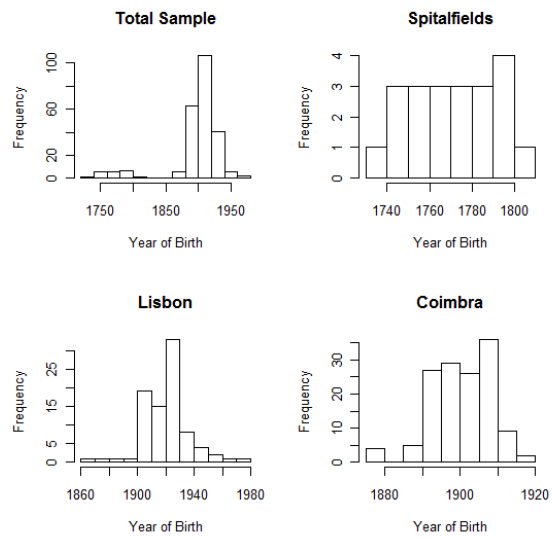 Total Sample
Frequency
0
20
60
100
1750
1850
1950
Year of Birth
Spitalfields
Frequency
0
1
2
3
4
1740
1760
1780
1800
Year of Birth
Lisbon
Frequency
0
5
15
25
1860
1900
1940
1980
Year of Birth
Coimbra
Frequency
0
10
20
30
1880
1900
1920
Year of Birth